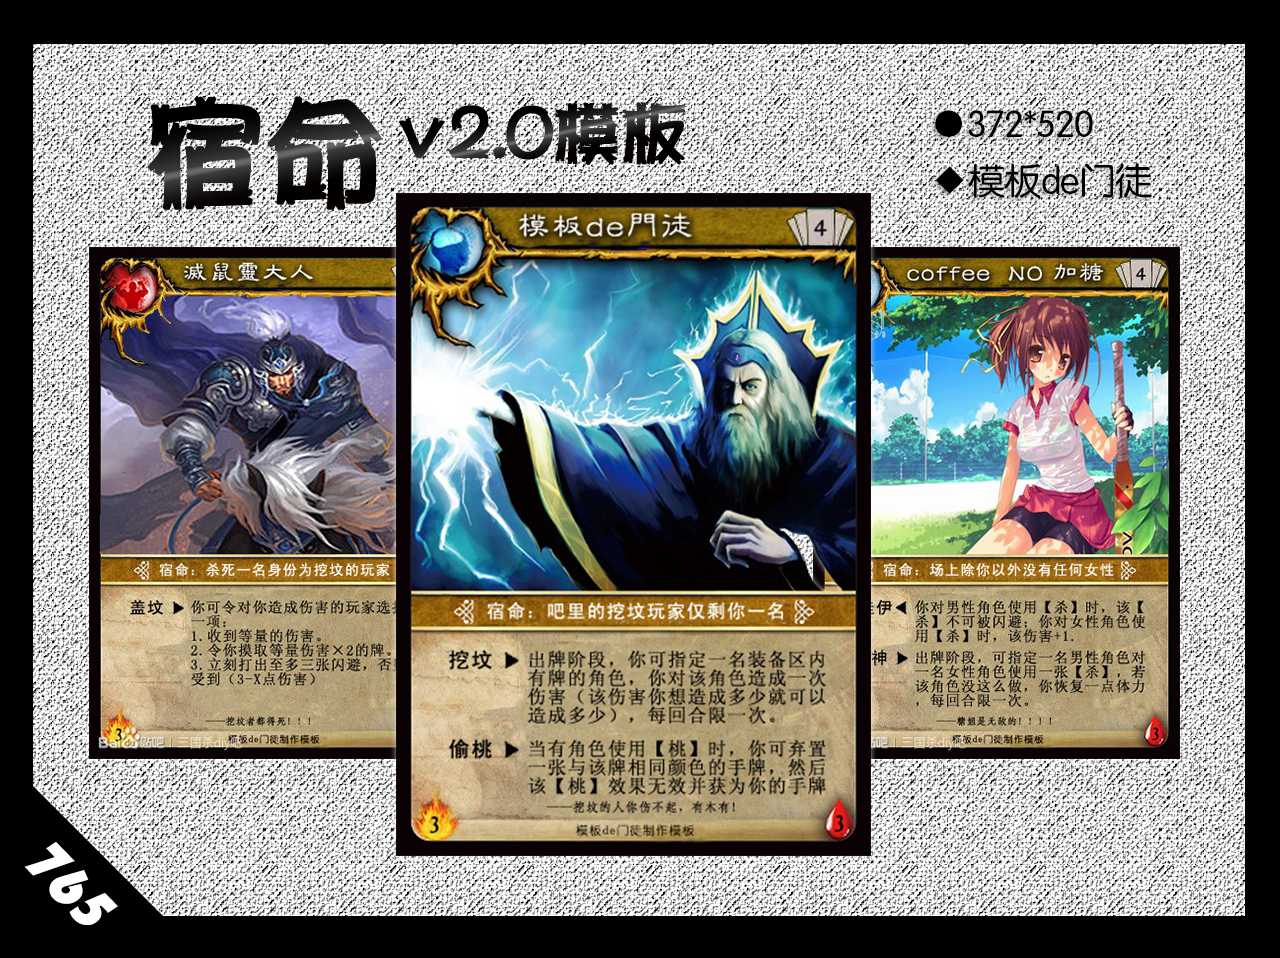 宿命 v2.0模板
●372*520
◆模板de门徒
滅鼠靈大人
宿命：杀死一名身份为挖坟的玩家
盖坟 ▶ 你可令对你造成伤害的玩家选择
一项：
1.收到等量的伤害。
2.令你摸取等量伤害×2的牌。
3.立刻打出至多三张闪避，否
受到（3-X点伤害）
——挖坟者都得死！！！
3
模板de门徒制作模板
模板de門徒
4
宿命：吧里的挖坟玩家仅剩你一名
挖坟 ▶ 出牌阶段，你可指定一名装备区内
有牌的角色，你对该角色造成一次
伤害（该伤害你想造成多少就可以
造成多少），每回合限一次。
偷桃 ▶ 当有角色使用【桃】时，你可弃置
一张与该牌相同颜色的手牌，然后
该【桃】效果无效并获为你的手牌
——挖坟的人你伤不起，有木有！
3
3
模板de门徒制作模板
coffee NO 加糖
4
宿命：场上除你以外没有任何女性
伊◀ 你对男性角色使用【杀】时，该【
杀】不可被闪避；你对女性角色使
用【杀】时，该伤害+1.
神 ▶ 出牌阶段，可指定一名男性角色对
一名女性角色使用一张【杀】，若
该角色没这么做，你恢复一点体力
，每回合限一次。
——糖姐是无敌的！！！！
3
模板de门徒制作模板
765